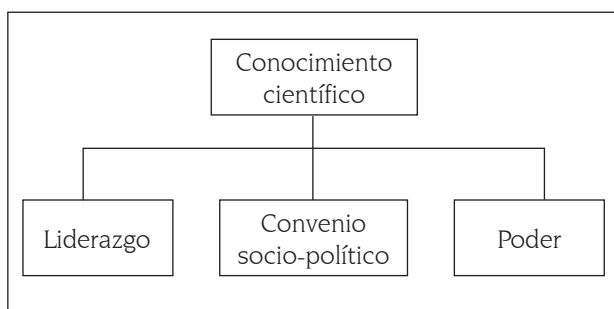 Conocimiento
científico
Liderazgo
Convenio
socio-político
Poder